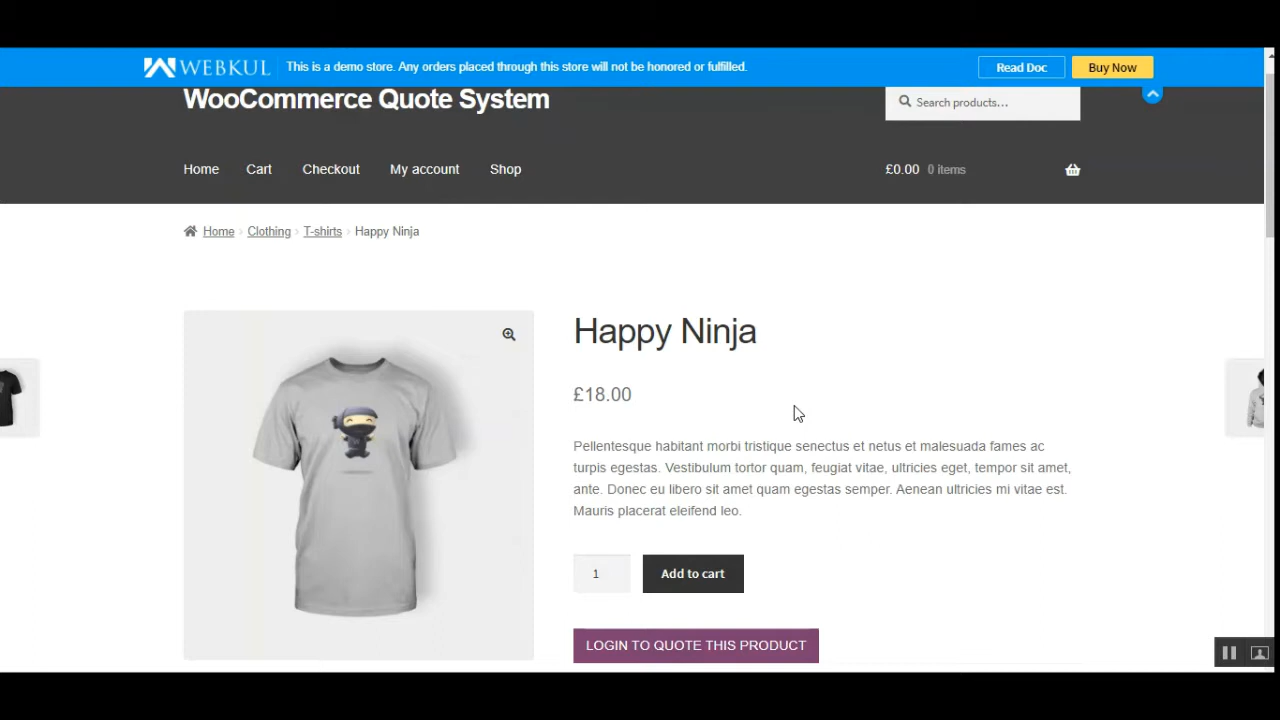 WEBKUL This is a demo store. Any orders placed through this store will not be honored or fulfilled. Read Doc Buy Now
WooCommerce Quote System
Search products…
Home Cart Checkout My account Shop £0.00 0 items
Home › Clothing › T-shirts › Happy Ninja
Happy Ninja
£18.00
Pellentesque habitant morbi tristique senectus et netus et malesuada fames ac
turpis egestas. Vestibulum tortor quam, feugiat vitae, ultricies eget, tempor sit amet,
ante. Donec eu libero sit amet quam egestas semper. Aenean ultricies mi vitae est.
Mauris placerat eleifend leo.
1 Add to cart
LOGIN TO QUOTE THIS PRODUCT